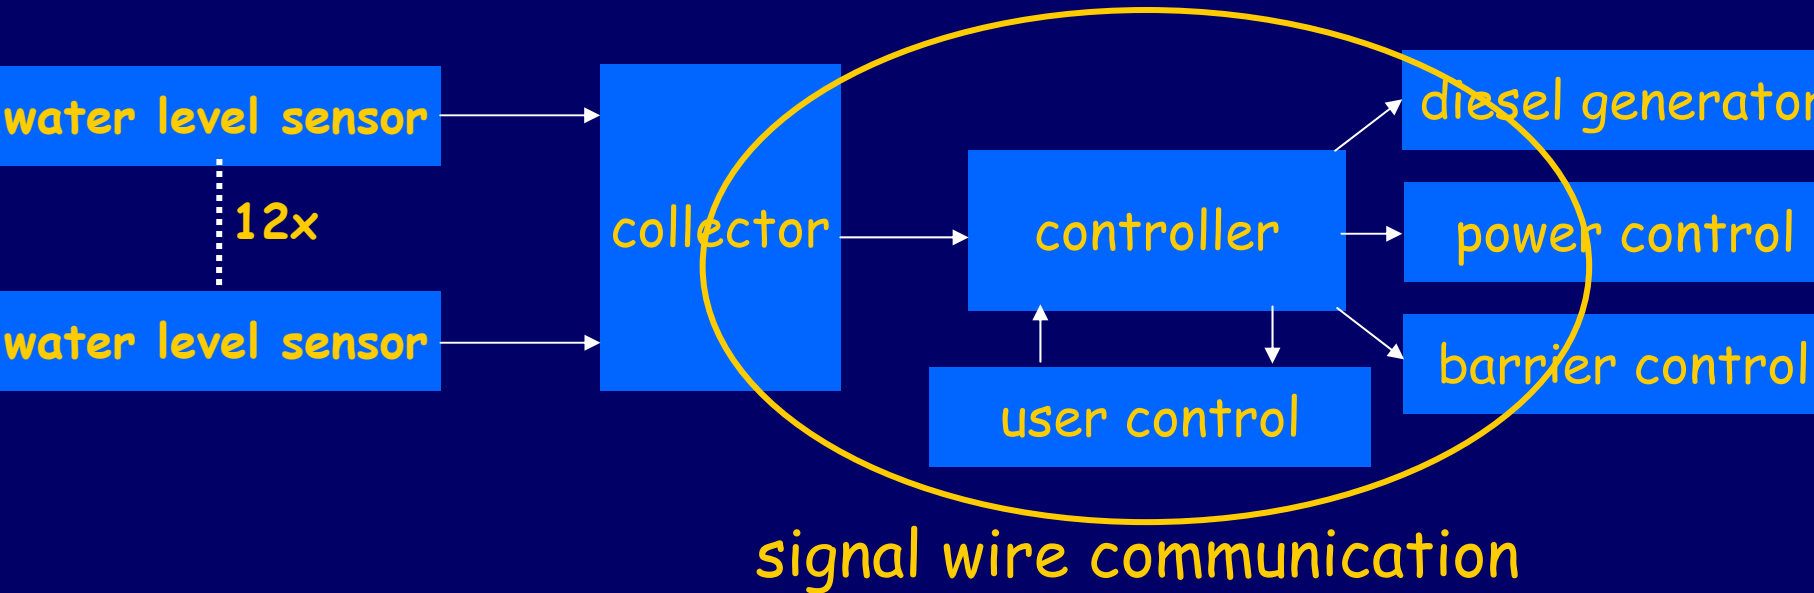 water level sensor
12x
water level sensor
collector
controller
user control
diesel generator
power control
barrier control
signal wire communication